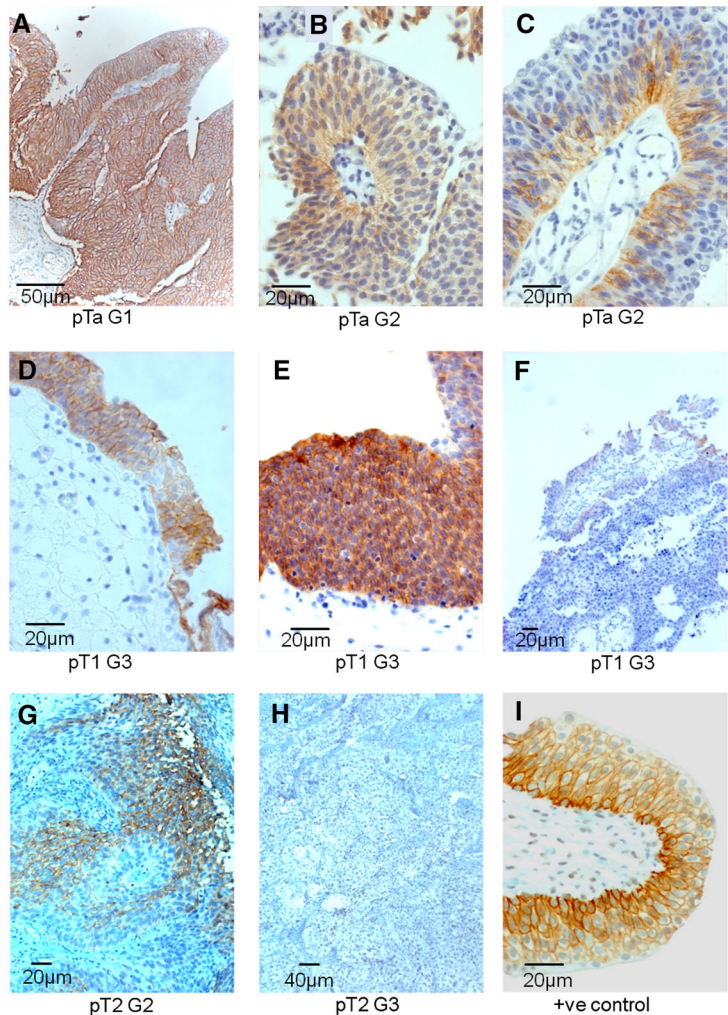 A
B
C
50µm
20µm
20µm
pTa G1
pTa G2
pTa G2
D
E
F
20µm
20µm
20µm
pT1 G3
pT1 G3
pT1 G3
G
H
I
20µm
40µm
20µm
pT2 G2
pT2 G3
+ve control